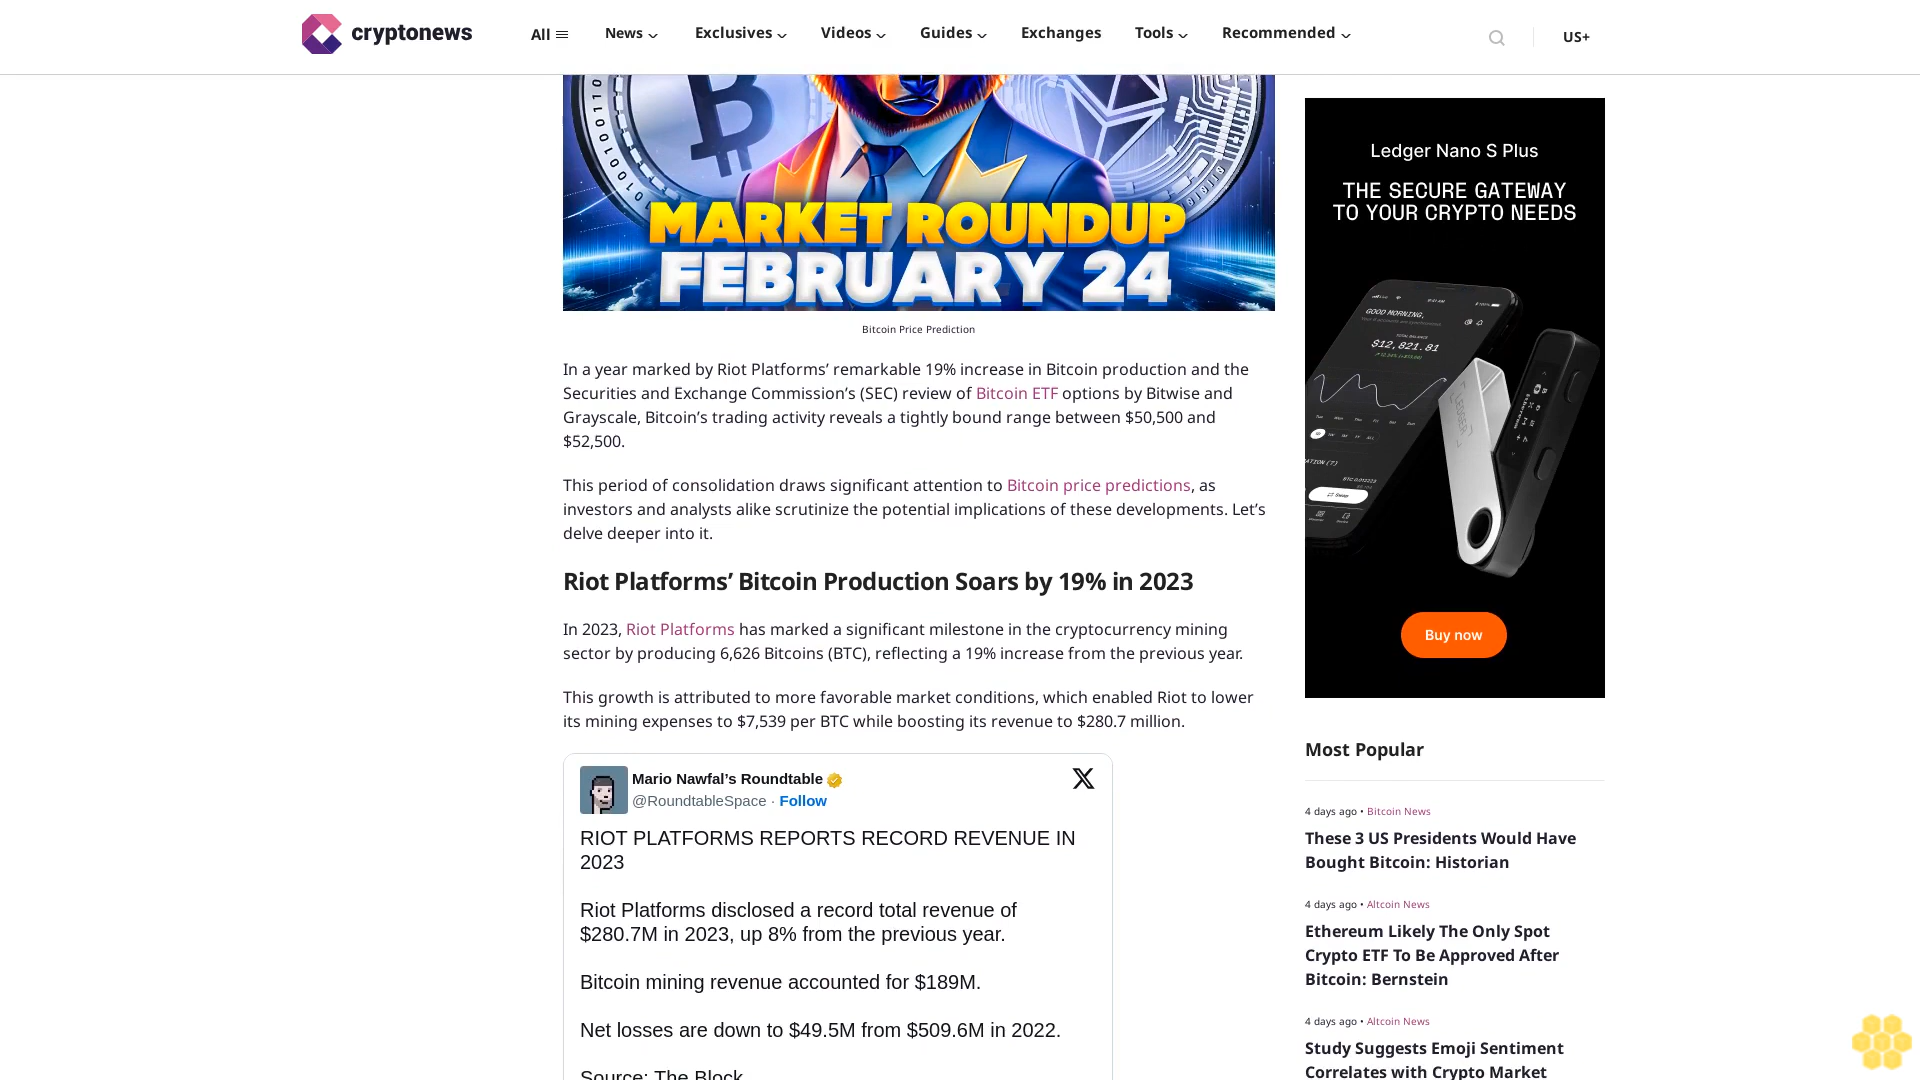 cryptonews
All
News
Exclusives
Videos
Guides
Exchanges
Tools
Recommended
US+
MARKET ROUNDUP
FEBRUARY 24
Bitcoin Price Prediction
In a year marked by Riot Platforms’ remarkable 19% increase in Bitcoin production and the
Securities and Exchange Commission’s (SEC) review of Bitcoin ETF options by Bitwise and
Grayscale, Bitcoin’s trading activity reveals a tightly bound range between $50,500 and
$52,500.
This period of consolidation draws significant attention to Bitcoin price predictions, as
investors and analysts alike scrutinize the potential implications of these developments. Let’s
delve deeper into it.
Riot Platforms’ Bitcoin Production Soars by 19% in 2023
In 2023, Riot Platforms has marked a significant milestone in the cryptocurrency mining
sector by producing 6,626 Bitcoins (BTC), reflecting a 19% increase from the previous year.
This growth is attributed to more favorable market conditions, which enabled Riot to lower
its mining expenses to $7,539 per BTC while boosting its revenue to $280.7 million.
Mario Nawfal’s Roundtable
@RoundtableSpace · Follow
RIOT PLATFORMS REPORTS RECORD REVENUE IN
2023
Riot Platforms disclosed a record total revenue of
$280.7M in 2023, up 8% from the previous year.
Bitcoin mining revenue accounted for $189M.
Net losses are down to $49.5M from $509.6M in 2022.
Source: The Block
Ledger Nano S Plus
THE SECURE GATEWAY
TO YOUR CRYPTO NEEDS
GOOD MORNING,
$12,821.81
LEDGER
Buy now
Most Popular
4 days ago • Bitcoin News
These 3 US Presidents Would Have
Bought Bitcoin: Historian
4 days ago • Altcoin News
Ethereum Likely The Only Spot
Crypto ETF To Be Approved After
Bitcoin: Bernstein
4 days ago • Altcoin News
Study Suggests Emoji Sentiment
Correlates with Crypto Market